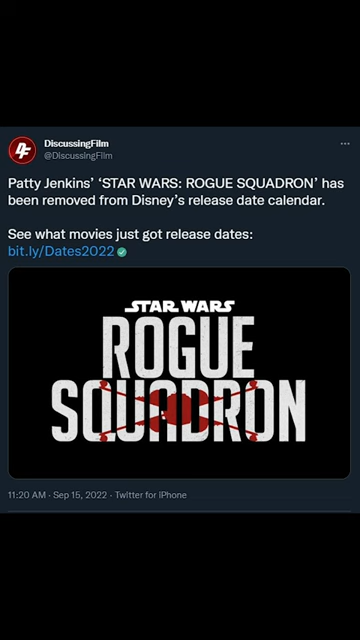 DiscussingFilm
@DiscussingFilm
Patty Jenkins’ ‘STAR WARS: ROGUE SQUADRON’ has
been removed from Disney’s release date calendar.
See what movies just got release dates:
bit.ly/Dates2022
STAR WARS
ROGUE
SQUADRON
11:20 AM · Sep 15, 2022 · Twitter for iPhone